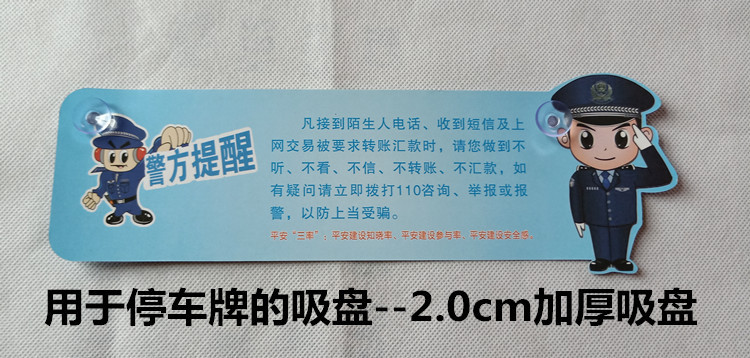 警方提醒
凡接到陌生人电话、收到短信及上
网交易被要求转账汇款时，请您做到不
听、不看、不信、不转账、不汇款，如
有疑问请立即拨打110咨询、举报或报
警，以防上当受骗。
平安“三率”：平安建设知晓率、平安建设参与率、平安建设安全感。
用于停车牌的吸盘--2.0cm加厚吸盘